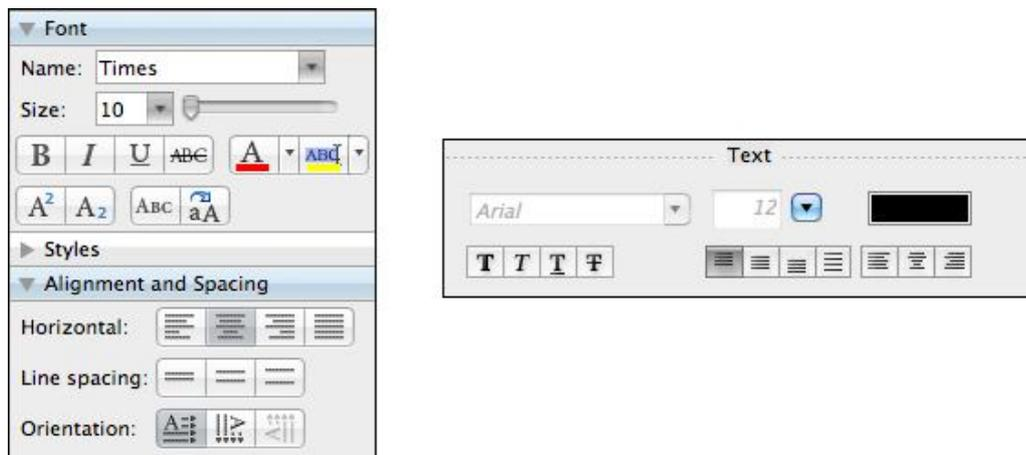 Font
Name: Times
Size: 10
B I U ABC A ABC
A2 A2 ABC aA
Styles
Alignment and Spacing
Horizontal:
Line spacing:
Orientation: A A A
Text
Arial 12
T T T T